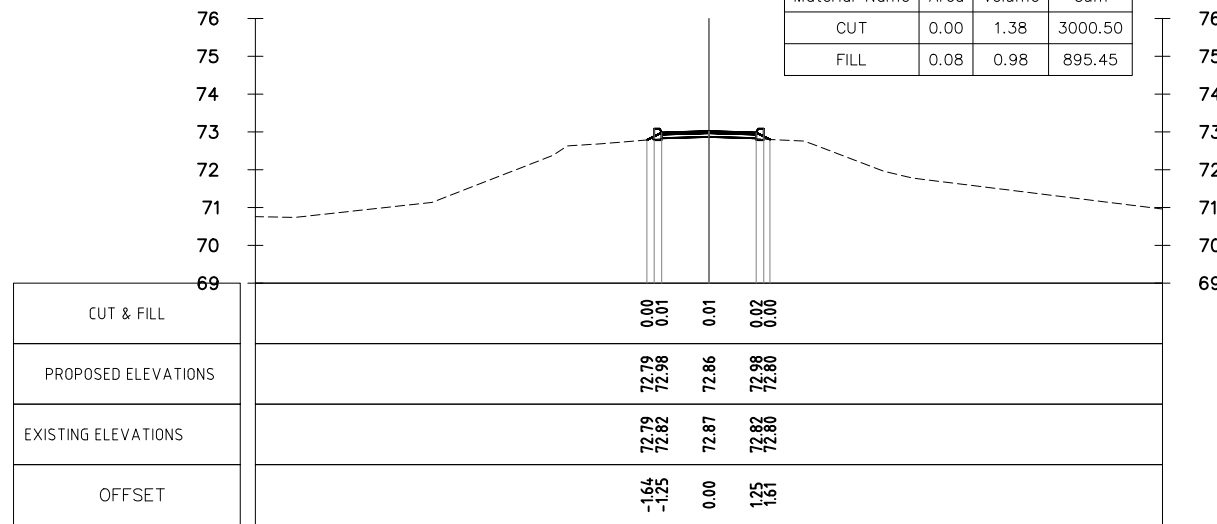 Material Name Area Volume Sum
CUT 0.00 1.38 3000.50
FILL 0.08 0.98 895.45
76 76
75 75
74 74
73 73
72 72
71 71
70 70
69 69
CUT & FILL 0.00 0.01 0.01 0.02 0.00
PROPOSED ELEVATIONS 72.79 72.98 72.86 72.98 72.80
EXISTING ELEVATIONS 72.79 72.82 72.87 72.82 72.80
OFFSET -1.64 -1.25 0.00 1.25 1.61